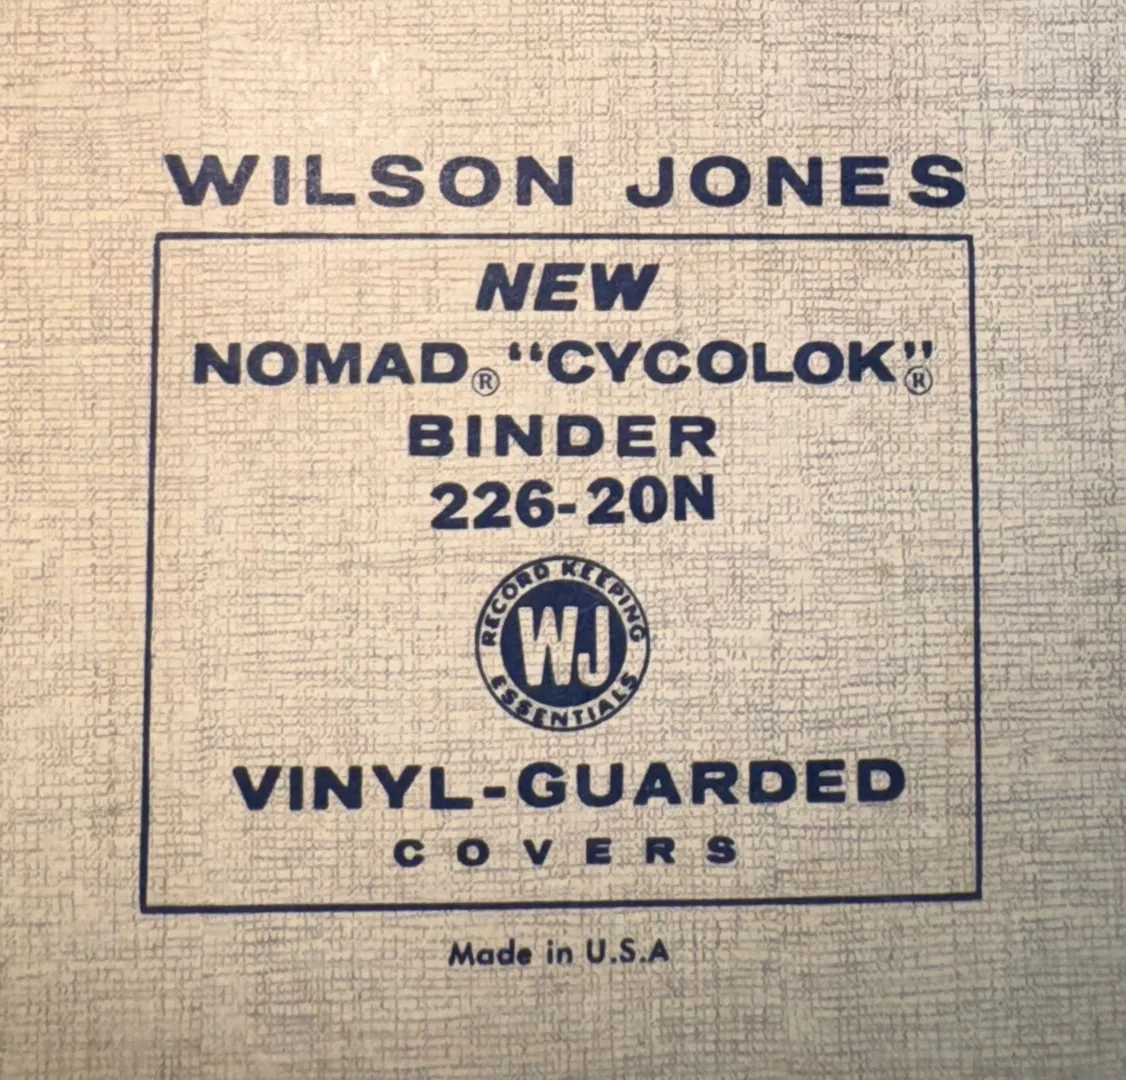 WILSON JONES
NEW
NOMAD® “CYCOLOK”®
BINDER
226-20N
RECORD KEEPING
WJ
ESSENTIALS
VINYL-GUARDED
COVERS
Made in U.S.A